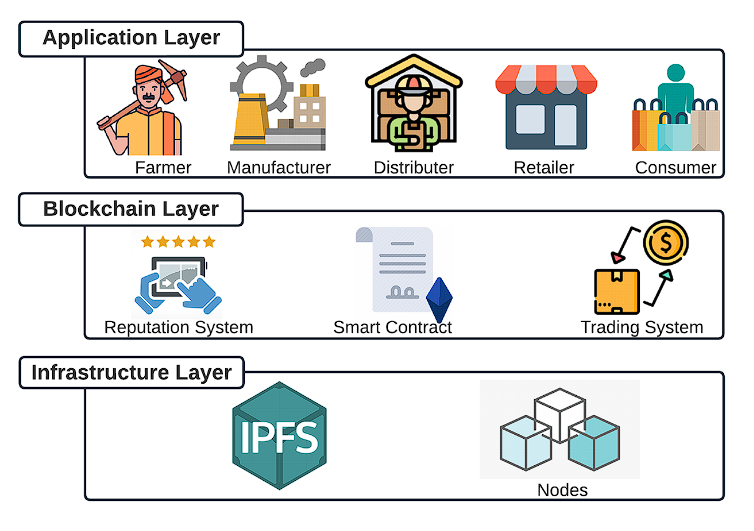 Application Layer
Farmer
Manufacturer
Distributer
Retailer
Consumer
Blockchain Layer
Reputation System
Smart Contract
Trading System
Infrastructure Layer
IPFS
Nodes